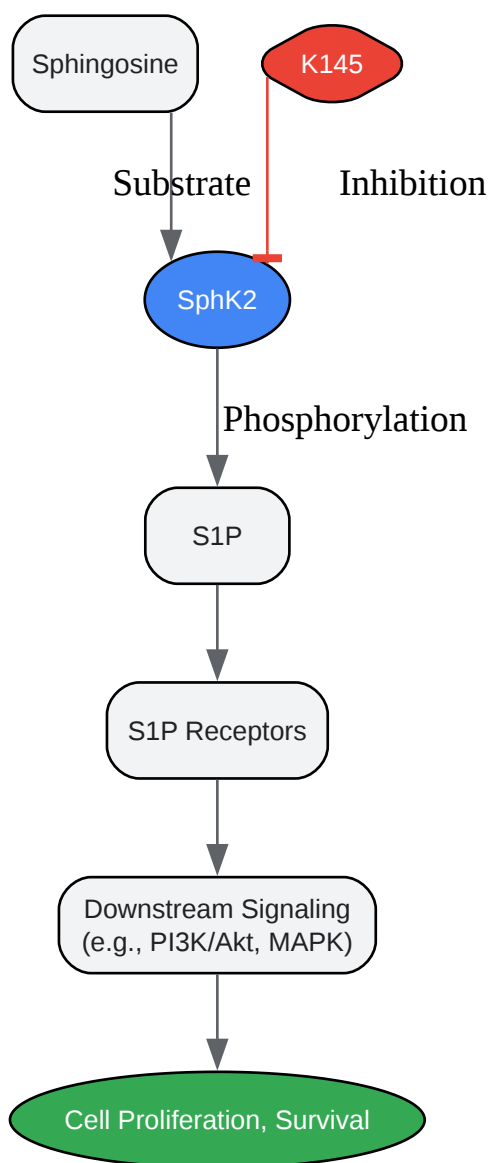 Sphingosine
K145
Substrate
Inhibition
SphK2
Phosphorylation
S1P
S1P Receptors
Downstream Signaling
(e.g., PI3K/Akt, MAPK)
Cell Proliferation, Survival